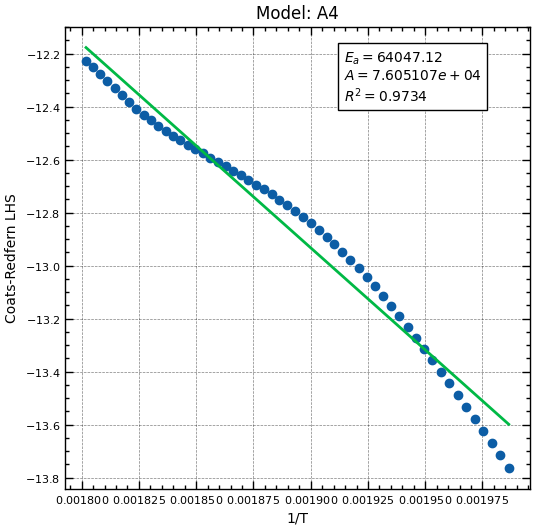 Model: A4
E_a = 64047.12
A = 7.605107e + 04
R² = 0.9734
Coats-Redfern LHS
−12.2
−12.4
−12.6
−12.8
−13.0
−13.2
−13.4
−13.6
−13.8
0.001800 0.001825 0.001850 0.001875 0.001900 0.001925 0.001950 0.001975
1/T